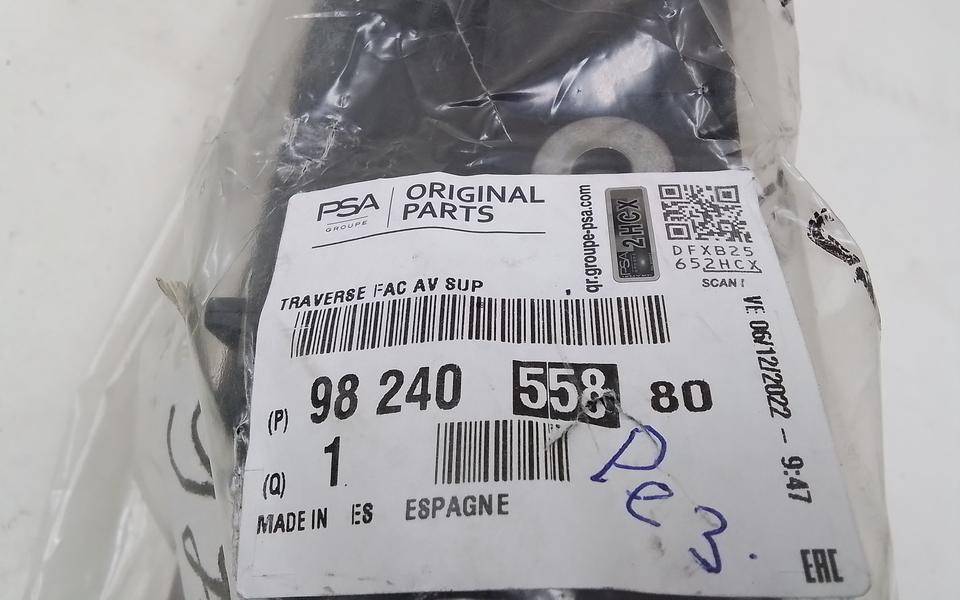 PSA
GROUPE
ORIGINAL
PARTS
qr.groupe-psa.com
PSA
2HCX
DFXB25
652HCX
SCAN !
TRAVERSE FAC AV SUP
(P) 98 240 558 80
(Q) 1
MADE IN ES ESPAGNE
VE 06/12/2022 - 9:47
Рез.
EAC